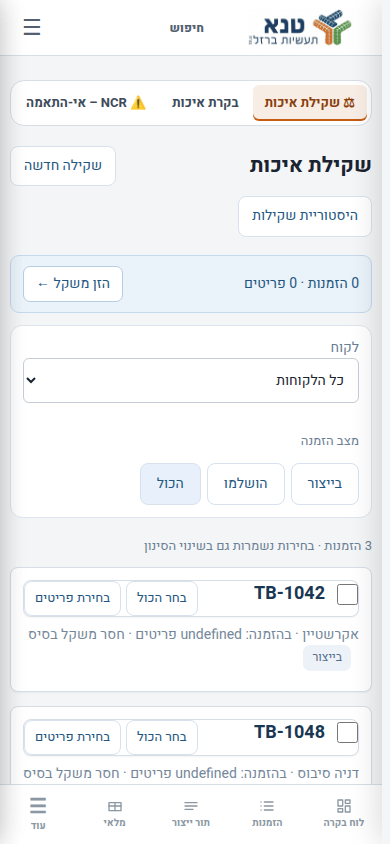 טנא
תעשיות ברזל
חיפוש
☰
⚖ שקילת איכות
בקרת איכות
⚠️ NCR – אי-התאמה
שקילת איכות
שקילה חדשה
היסטוריית שקילות
0 הזמנות · 0 פריטים
הזן משקל ←
לקוח
כל הלקוחות
מצב הזמנה
בייצור
הושלמו
הכול
3 הזמנות · בחירות נשמרות גם בשינוי הסינון
TB-1042
בחר הכול
בחירת פריטים
אקרשטיין · בהזמנה: undefined פריטים · חסר משקל בסיס
בייצור
TB-1048
בחר הכול
בחירת פריטים
דניה סיבוס · בהזמנה: undefined פריטים · חסר משקל בסיס
לוח בקרה
הזמנות
תור ייצור
מלאי
עוד